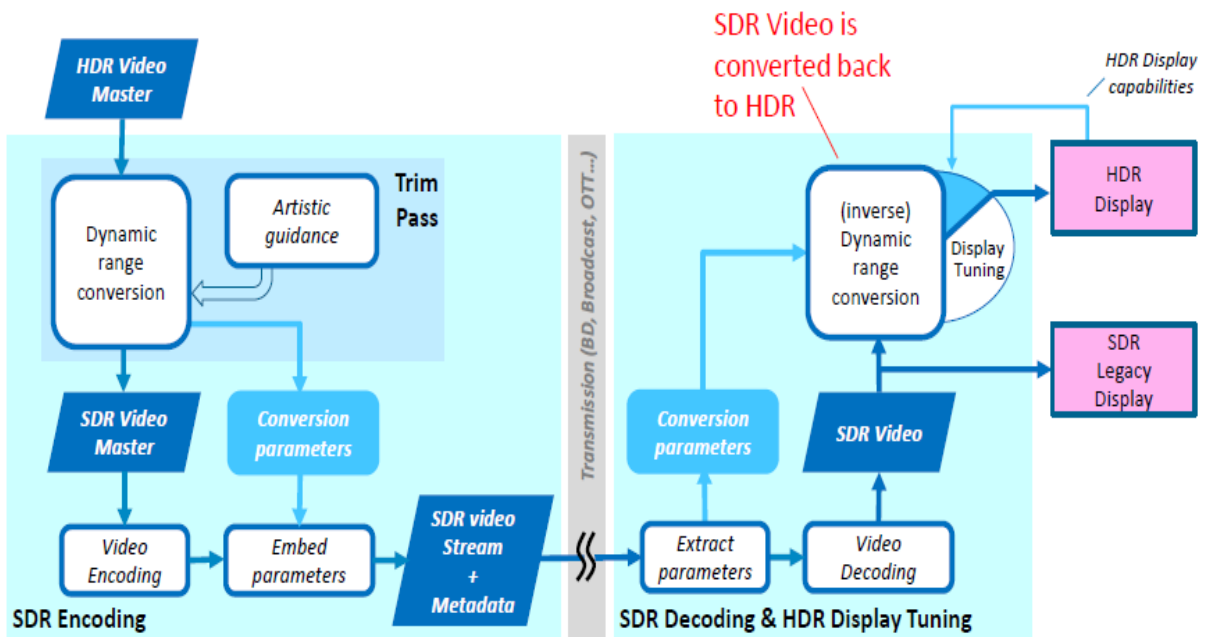 HDR Video
Master
Dynamic
range
conversion
Artistic
guidance
Trim
Pass
SDR Video
Master
Conversion
parameters
Video
Encoding
Embed
parameters
SDR video
Stream
+
Metadata
SDR Encoding
Transmission (BD, Broadcast, OTT...)
SDR Video is
converted back
to HDR
HDR Display
capabilities
(inverse)
Dynamic
range
conversion
Display
Tuning
HDR
Display
SDR
Legacy
Display
Conversion
parameters
SDR Video
Extract
parameters
Video
Decoding
SDR Decoding & HDR Display Tuning